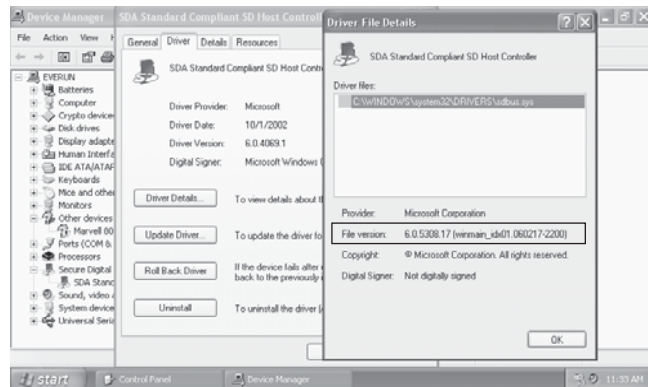 Device Manager
File Action View
EVERUN
Batteries
Computer
Crypto device
Disk drives
Display adapte
Human Interfa
IDE ATA/ATAF
Keyboards
Mice and othe
Monitors
Other devices
Marvell 80
Ports (COM &
Processors
Secure Digital
SDA Stanc
Sound, video
System device
Universal Seria
SDA Standard Compliant SD Host Controll
General Driver Details Resources
SDA Standard Compliant SD Host Contr
Driver Provider: Microsoft
Driver Date: 10/1/2002
Driver Version: 6.0.4069.1
Digital Signer: Microsoft Windows
Driver Details... To view details about t
Update Driver... To update the driver fo
Roll Back Driver If the device fails after
back to the previously
Uninstall To uninstall the driver
Driver File Details
SDA Standard Compliant SD Host Controller
Driver files:
C:\WINDOWS\system32\DRIVERS\sdbus.sys
Provider: Microsoft Corporation
File version: 6.0.5308.17 (winmain_idx01.060217-2200)
Copyright: © Microsoft Corporation. All rights reserved.
Digital Signer: Not digitally signed
OK
start Control Panel Device Manager 11:33 AM